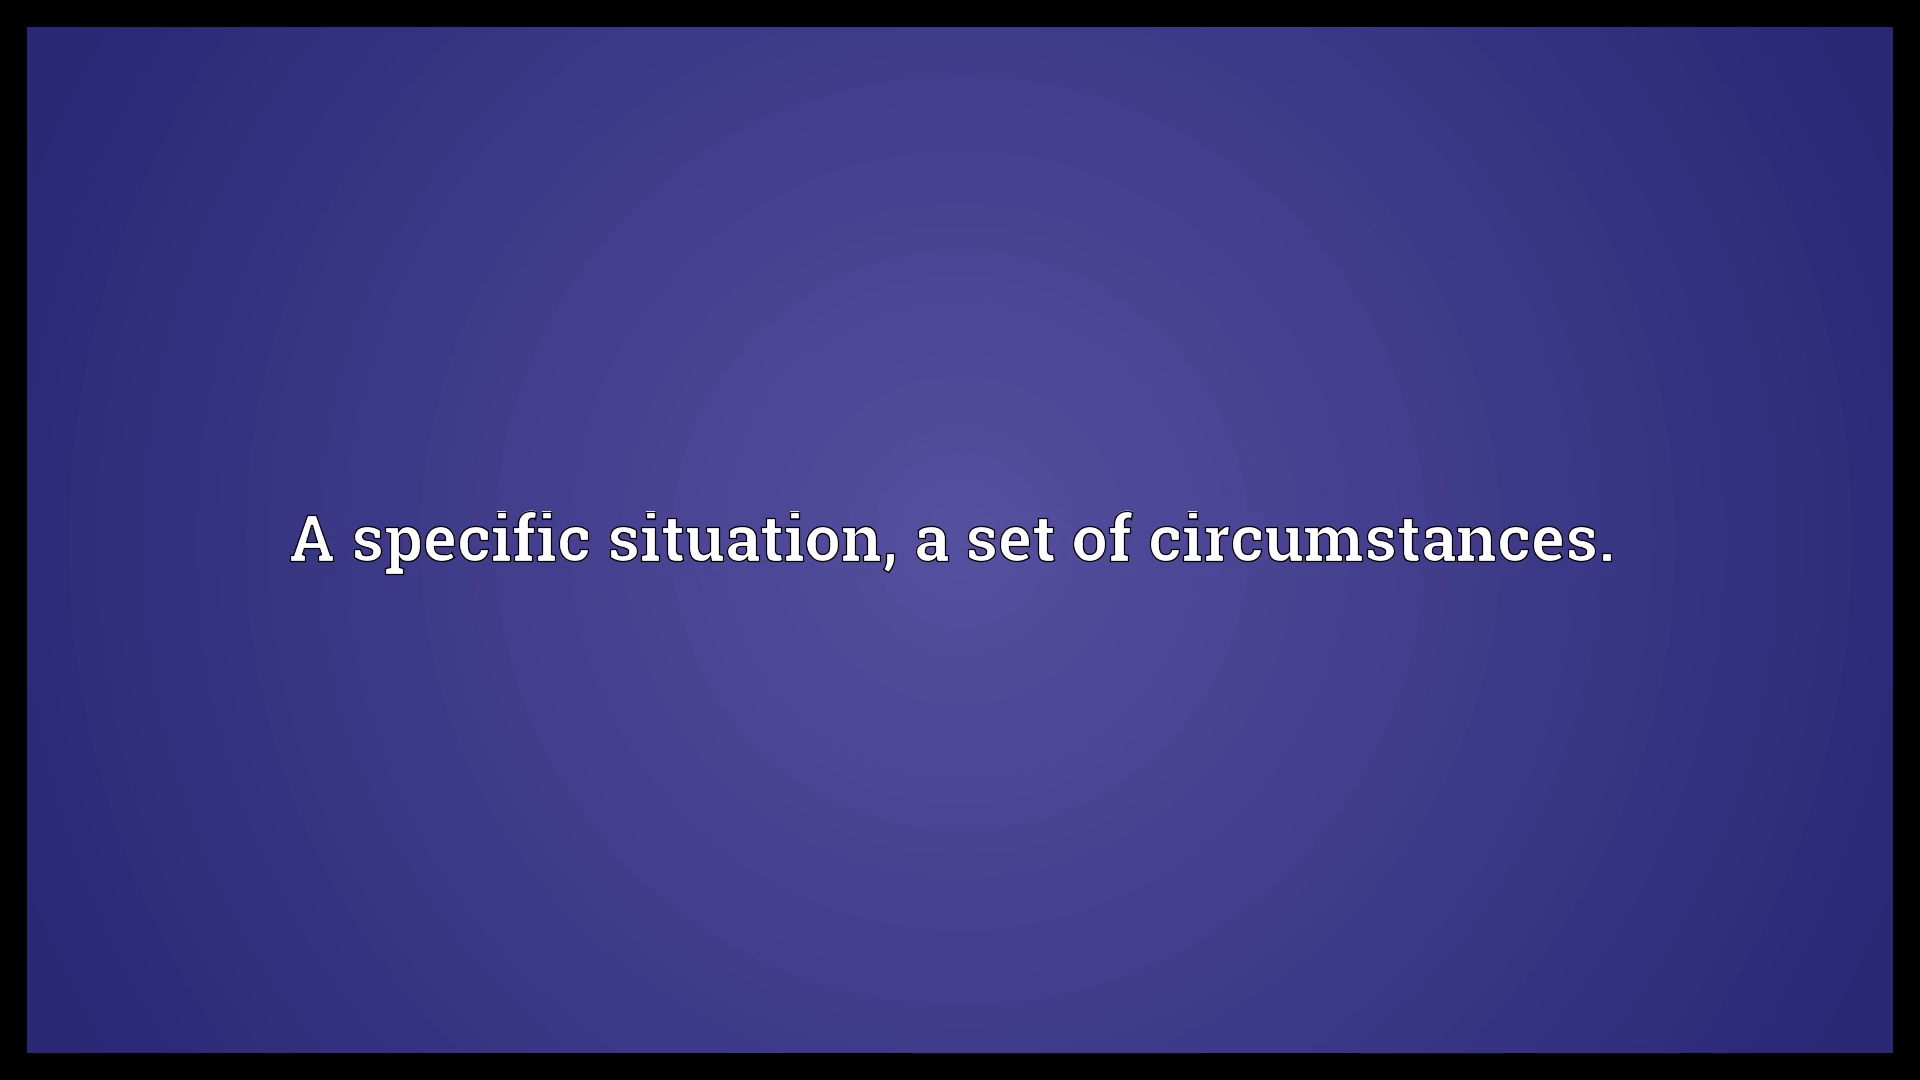 A specific situation, a set of circumstances.